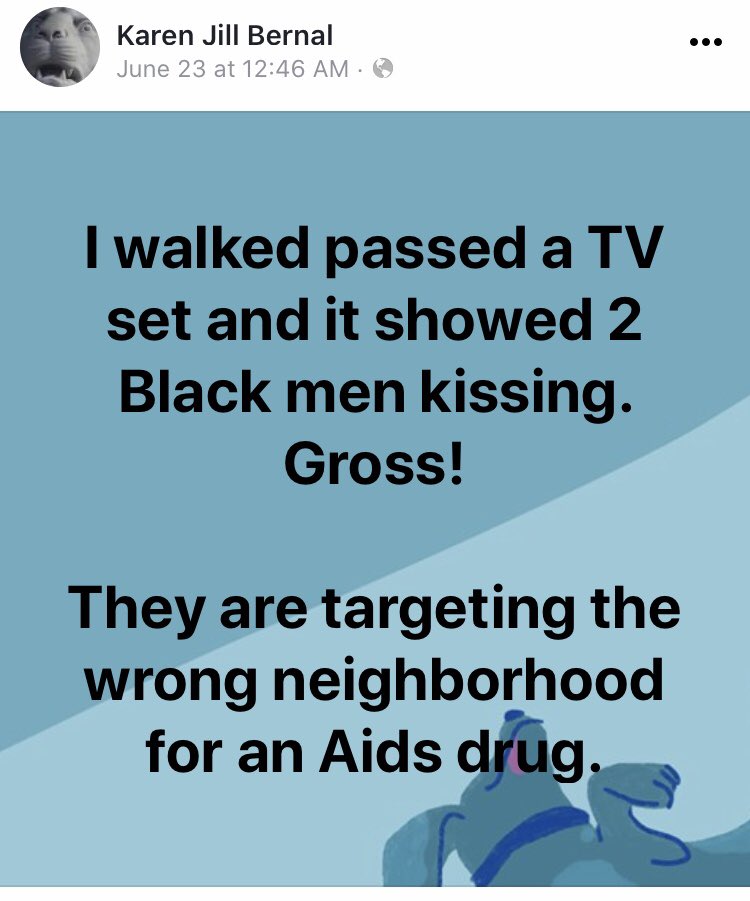 Karen Jill Bernal
June 23 at 12:46 AM ·
I walked passed a TV
set and it showed 2
Black men kissing.
Gross!
They are targeting the
wrong neighborhood
for an Aids drug.